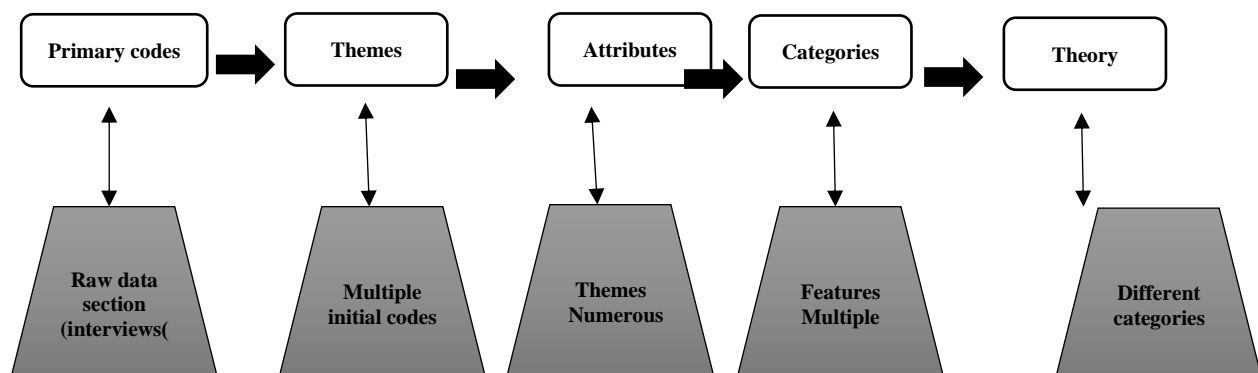 Primary codes
Themes
Attributes
Categories
Theory
Raw data
section
(interviews(
Multiple
initial codes
Themes
Numerous
Features
Multiple
Different
categories